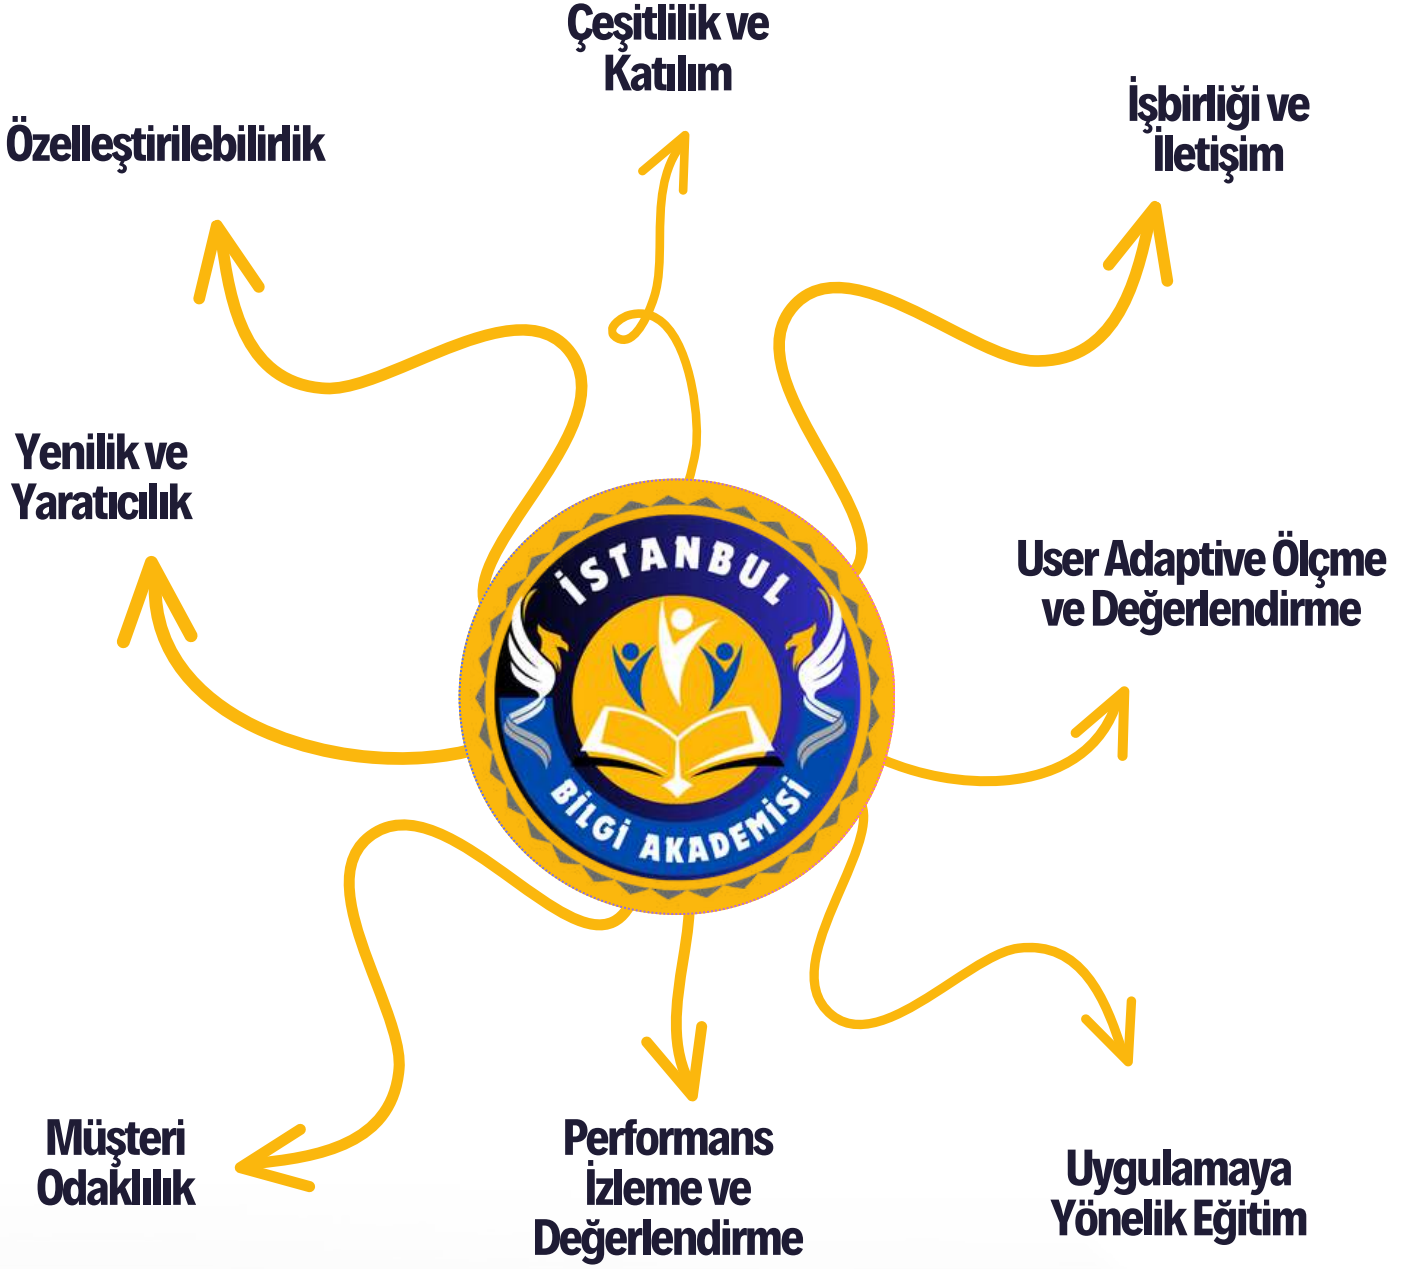 Çeşitlilik ve
Katılım
Özelleştirilebilirlik
İşbirliği ve
İletişim
Yenilik ve
Yaratıcılık
İSTANBUL
BİLGİ AKADEMİSİ
User Adaptive Ölçme
ve Değerlendirme
Müşteri
Odaklılık
Performans
İzleme ve
Değerlendirme
Uygulamaya
Yönelik Eğitim